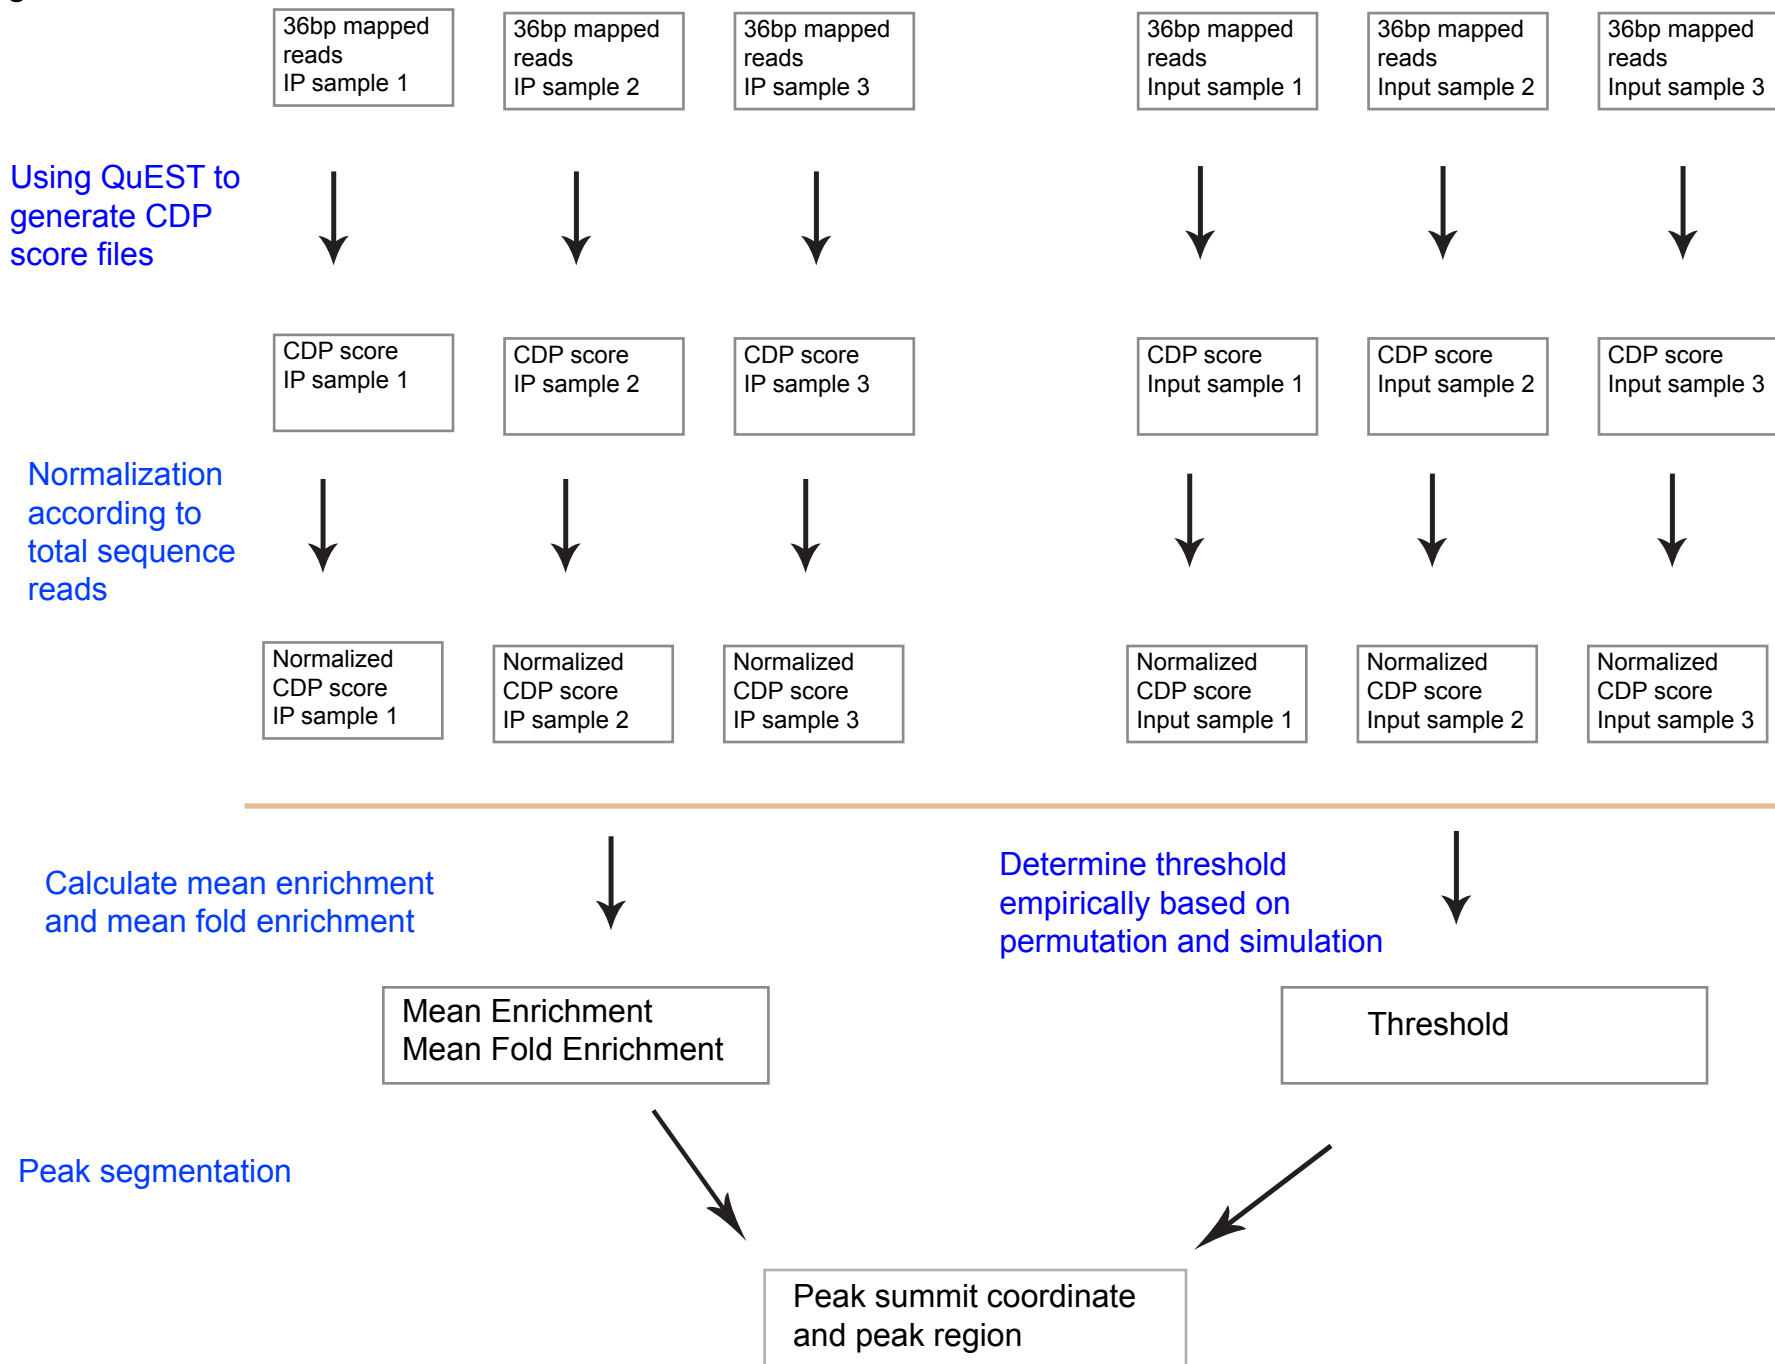 36bp mapped
reads
IP sample 1
36bp mapped
reads
IP sample 2
36bp mapped
reads
IP sample 3
36bp mapped
reads
Input sample 1
36bp mapped
reads
Input sample 2
36bp mapped
reads
Input sample 3
Using QuEST to
generate CDP
score files
CDP score
IP sample 1
CDP score
IP sample 2
CDP score
IP sample 3
CDP score
Input sample 1
CDP score
Input sample 2
CDP score
Input sample 3
Normalization
according to
total sequence
reads
Normalized
CDP score
IP sample 1
Normalized
CDP score
IP sample 2
Normalized
CDP score
IP sample 3
Normalized
CDP score
Input sample 1
Normalized
CDP score
Input sample 2
Normalized
CDP score
Input sample 3
Calculate mean enrichment
and mean fold enrichment
Determine threshold
empirically based on
permutation and simulation
Mean Enrichment
Mean Fold Enrichment
Threshold
Peak segmentation
Peak summit coordinate
and peak region